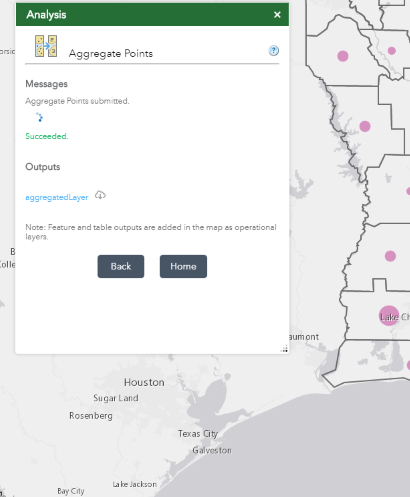 Analysis
Aggregate Points
Messages
Aggregate Points submitted.
Succeeded.
Outputs
aggregatedLayer
Note: Feature and table outputs are added in the map as operational
layers.
Back
Home
Houston
Sugar Land
Rosenberg
Texas City
Galveston
Lake Jackson
Bay City
aumont
Lake Ch
B
Colle
orsic